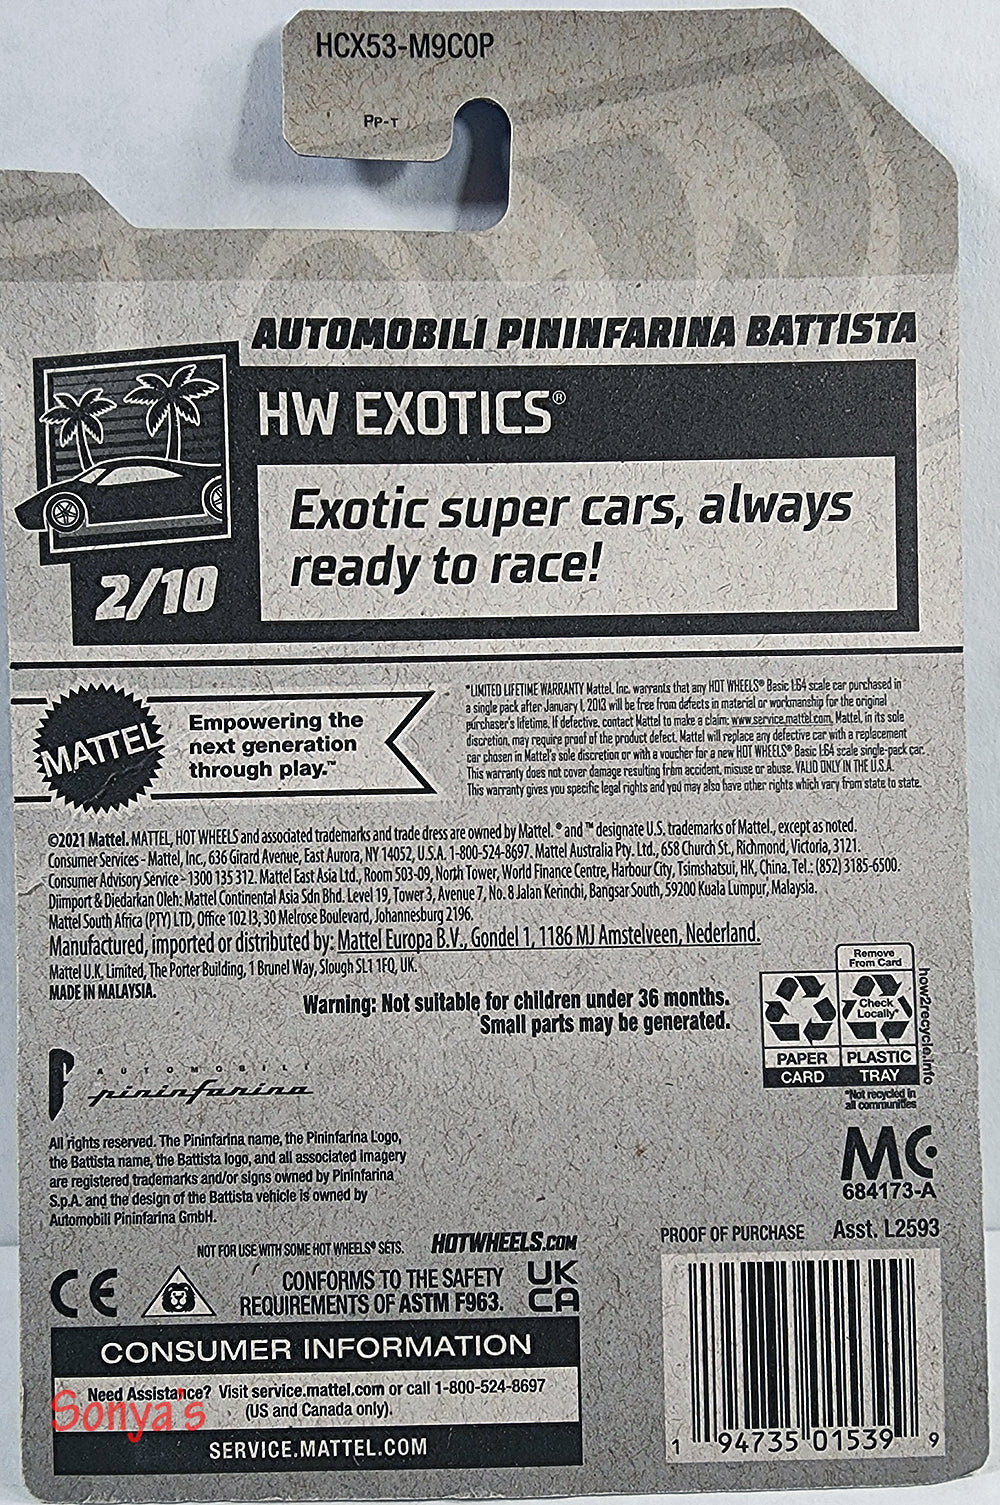 HCX53-M9C0P
PP-T
AUTOMOBILI PININFARINA BATTISTA
HW EXOTICS®
Exotic super cars, always
ready to race!
2/10
MATTEL
Empowering the
next generation
through play.™
*LIMITED LIFETIME WARRANTY Mattel, Inc. warrants that any HOT WHEELS® Basic 1:64 scale car purchased in
a single pack after January 1, 2013 will be free from defects in material or workmanship for the original
purchaser's lifetime. If defective, contact Mattel to make a claim: www.service.mattel.com. Mattel, in its sole
discretion, may require proof of the product defect. Mattel will replace any defective car with a replacement
car chosen in Mattel's sole discretion or with a voucher for a new HOT WHEELS® Basic 1:64 scale single-pack car.
This warranty does not cover damage resulting from accident, misuse or abuse. VALID ONLY IN THE U.S.A.
This warranty gives you specific legal rights and you may also have other rights which vary from state to state.
©2021 Mattel. MATTEL, HOT WHEELS and associated trademarks and trade dress are owned by Mattel. ® and ™ designate U.S. trademarks of Mattel, except as noted.
Consumer Services - Mattel, Inc., 636 Girard Avenue, East Aurora, NY 14052, U.S.A. 1-800-524-8697. Mattel Australia Pty. Ltd., 658 Church St., Richmond, Victoria, 3121.
Consumer Advisory Service - 1300 135 312. Mattel East Asia Ltd., Room 503-09, North Tower, World Finance Centre, Harbour City, Tsimshatsui, HK, China. Tel.: (852) 3185-6500.
Diimport & Diedarkan Oleh: Mattel Continental Asia Sdn Bhd. Level 19, Tower 3, Avenue 7, No. 8 Jalan Kerinchi, Bangsar South, 59200 Kuala Lumpur, Malaysia.
Mattel South Africa (PTY) LTD, Office 102 I3, 30 Melrose Boulevard, Johannesburg 2196.
Manufactured, imported or distributed by: Mattel Europa B.V., Gondel 1, 1186 MJ Amstelveen, Nederland.
Mattel U.K. Limited, The Porter Building, 1 Brunel Way, Slough SL1 1FQ, UK.
MADE IN MALAYSIA.
Warning: Not suitable for children under 36 months.
Small parts may be generated.
Remove
From Card
Check
Locally*
PAPER
PLASTIC
CARD
TRAY
how2recycle.info
*Not recycled in
all communities
AUTOMOBILI
pininfarina
All rights reserved. The Pininfarina name, the Pininfarina Logo,
the Battista name, the Battista logo, and all associated imagery
are registered trademarks and/or signs owned by Pininfarina
S.p.A. and the design of the Battista vehicle is owned by
Automobili Pininfarina GmbH.
MC
684173-A
NOT FOR USE WITH SOME HOT WHEELS® SETS.
HOTWHEELS.COM
PROOF OF PURCHASE
Asst. L2593
CE
CONFORMS TO THE SAFETY
REQUIREMENTS OF ASTM F963.
UK
CA
CONSUMER INFORMATION
Need Assistance? Visit service.mattel.com or call 1-800-524-8697
(US and Canada only).
SERVICE.MATTEL.COM
Sonya's
1 94735 01539 9